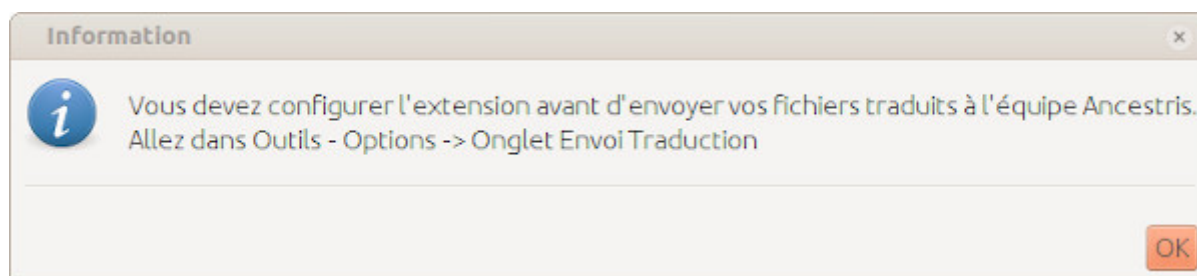 Information
Vous devez configurer l'extension avant d'envoyer vos fichiers traduits à l'équipe Ancestris.
Allez dans Outils - Options -> Onglet Envoi Traduction
OK